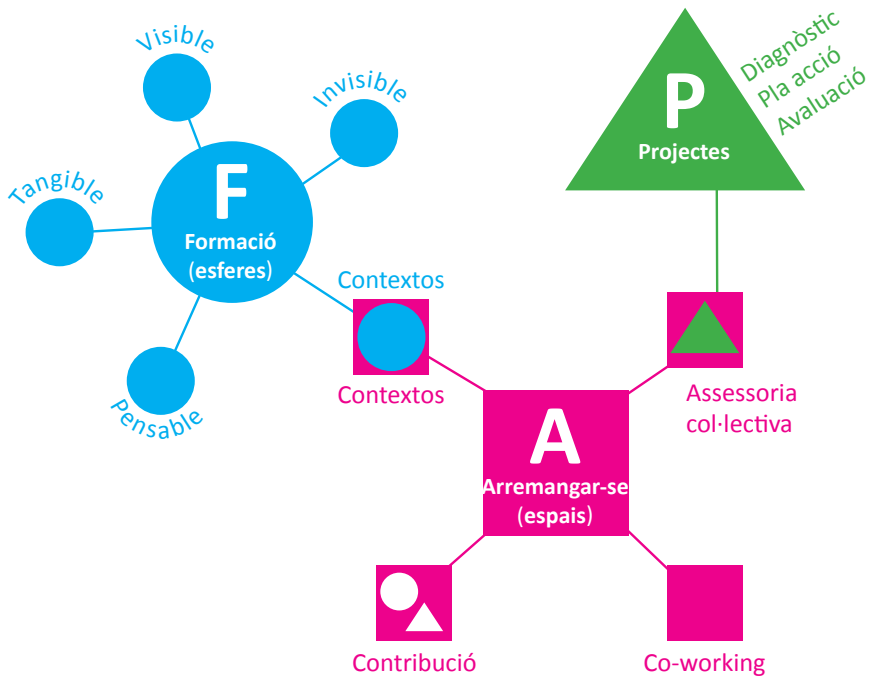 Visible
Invisible
Tangible
F
Formació
(esferes)
Pensable
Contextos
Contextos
P
Projectes
Diagnòstic
Pla acció
Avaluació
Assessoria
col·lectiva
A
Arremangar-se
(espais)
Contribució
Co-working